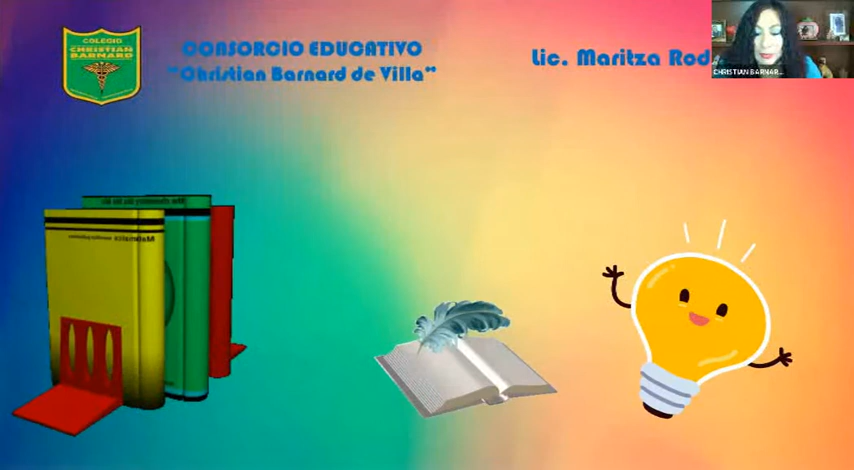 COLEGIO
CHRISTIAN
BARNARD
CONSORCIO EDUCATIVO
"Christian Barnard de Villa"
Lic. Maritza Rod
CHRISTIAN BARNAR...